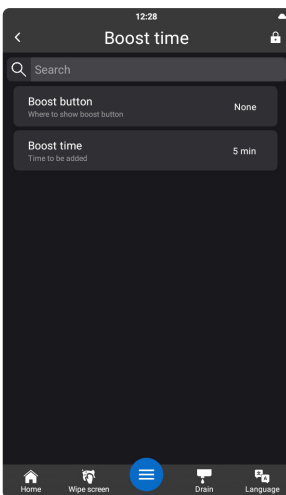 12:28
Boost time
Search
Boost button
None
Where to show boost button
Boost time
5 min
Time to be added
Home
Wipe screen
Drain
Language